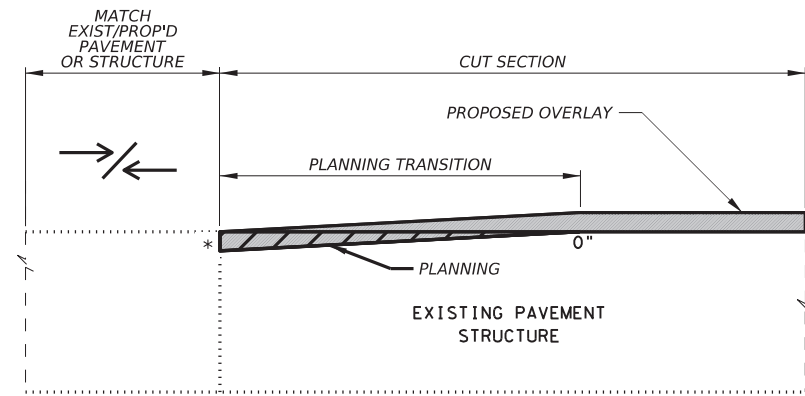 MATCH
EXIST/PROP'D
PAVEMENT
OR STRUCTURE
CUT SECTION
PROPOSED OVERLAY
PLANNING TRANSITION
*
0"
PLANNING
EXISTING PAVEMENT
STRUCTURE